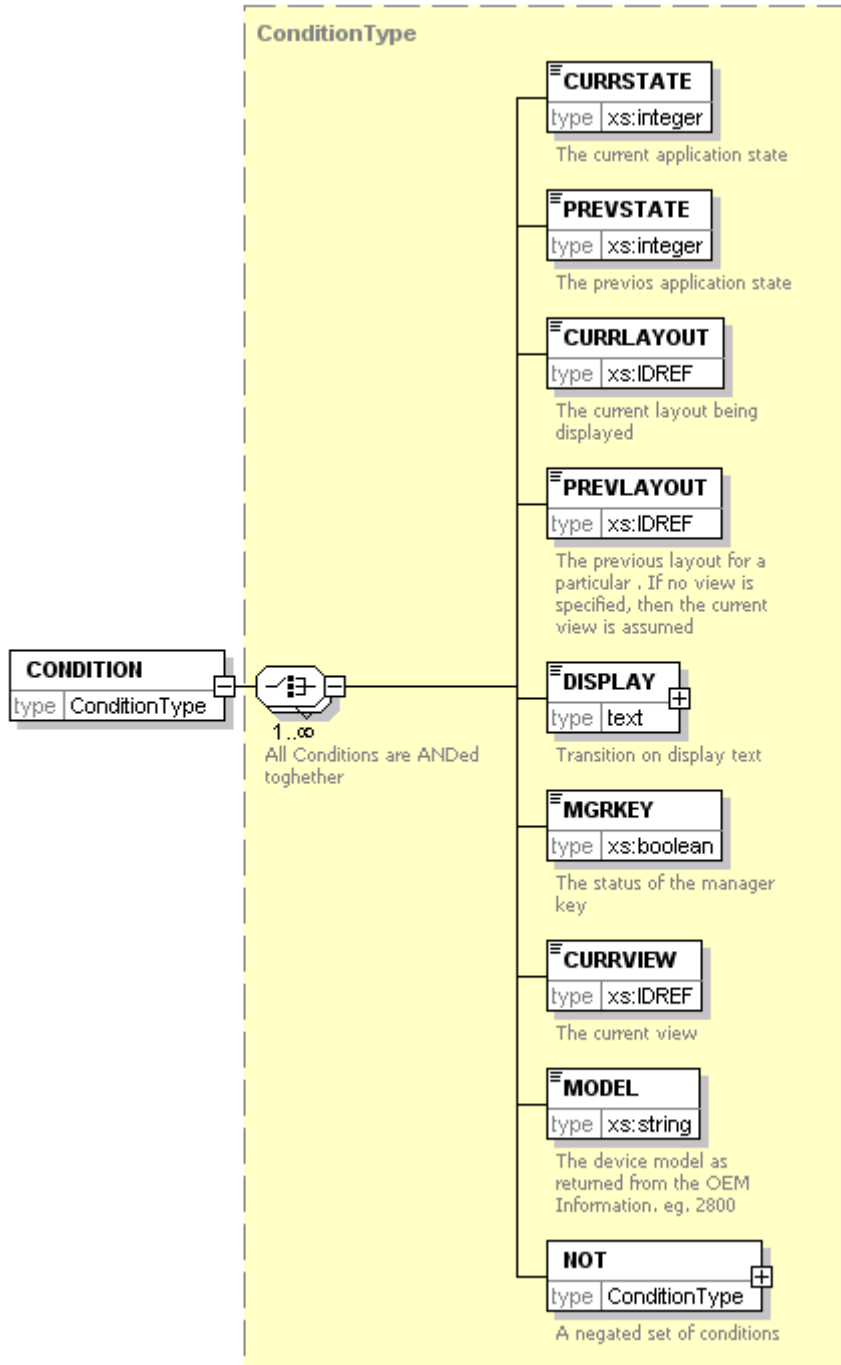 ConditionType
CURRSTATE
type xs:integer
The current application state
PREVSTATE
type xs:integer
The previos application state
CURRLAYOUT
type xs:IDREF
The current layout being
displayed
PREVLAYOUT
type xs:IDREF
The previous layout for a
particular . If no view is
specified, then the current
view is assumed
CONDITION
type ConditionType
1..∞
All Conditions are ANDed
toghether
DISPLAY
type text
Transition on display text
MGRKEY
type xs:boolean
The status of the manager
key
CURRVIEW
type xs:IDREF
The current view
MODEL
type xs:string
The device model as
returned from the OEM
Information. eg. 2800
NOT
type ConditionType
A negated set of conditions